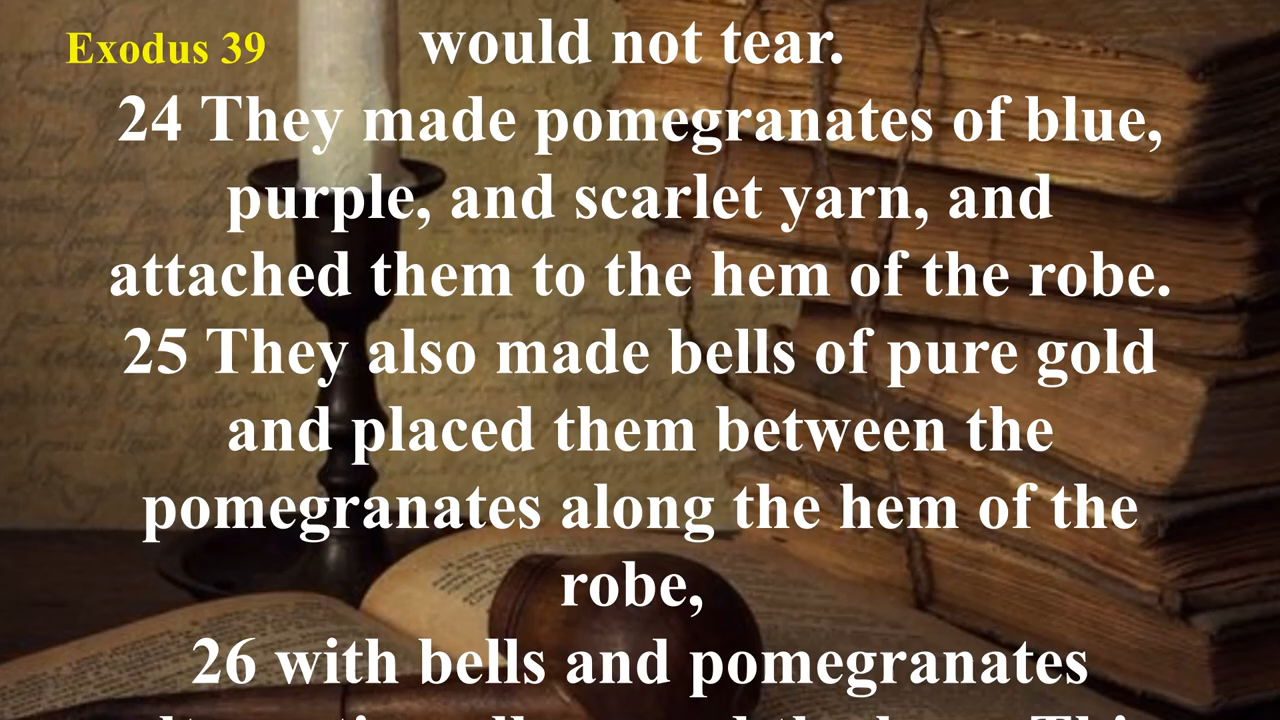 Exodus 39
would not tear.
24 They made pomegranates of blue,
purple, and scarlet yarn, and
attached them to the hem of the robe.
25 They also made bells of pure gold
and placed them between the
pomegranates along the hem of the
robe,
26 with bells and pomegranates